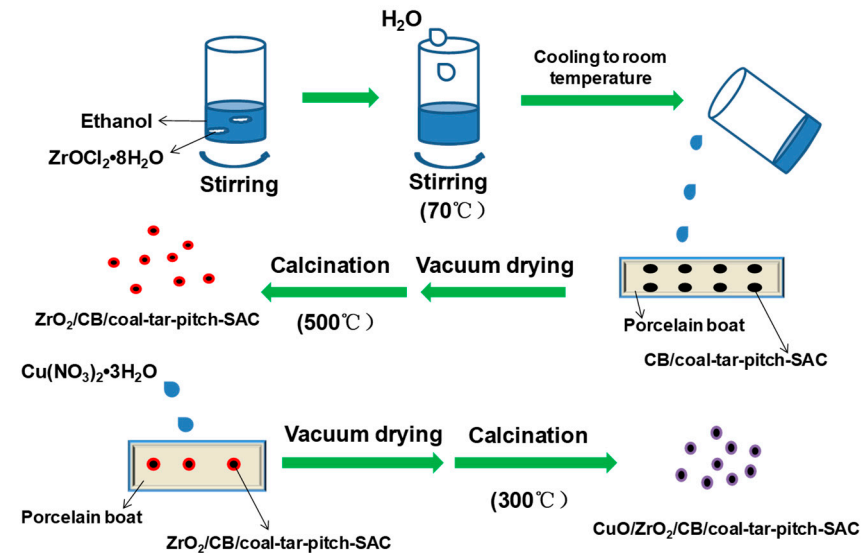 H₂O
Cooling to room
temperature
Ethanol
ZrOCl₂•8H₂O
Stirring
Stirring
(70℃）
Calcination
Vacuum drying
(500℃）
ZrO₂/CB/coal-tar-pitch-SAC
Porcelain boat
CB/coal-tar-pitch-SAC
Cu(NO₃)₂•3H₂O
Vacuum drying
Calcination
(300℃）
Porcelain boat
ZrO₂/CB/coal-tar-pitch-SAC
CuO/ZrO₂/CB/coal-tar-pitch-SAC